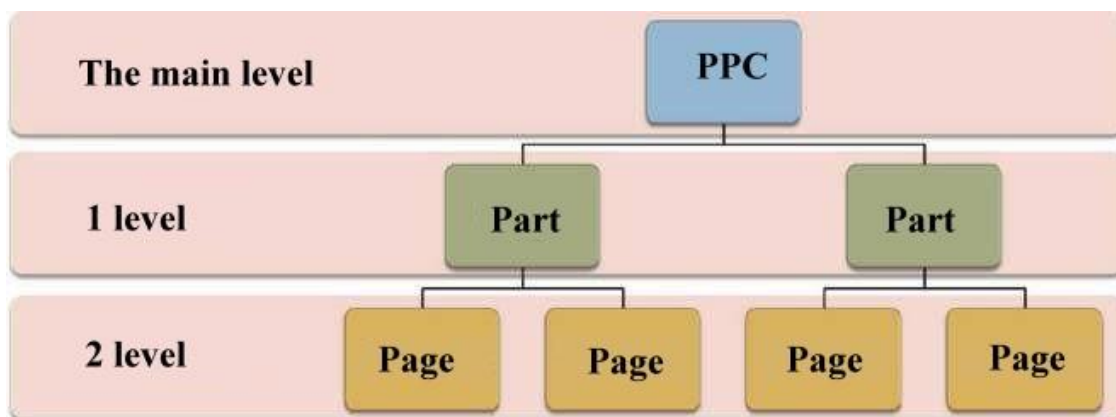 The main level
PPC
1 level
Part
Part
2 level
Page
Page
Page
Page